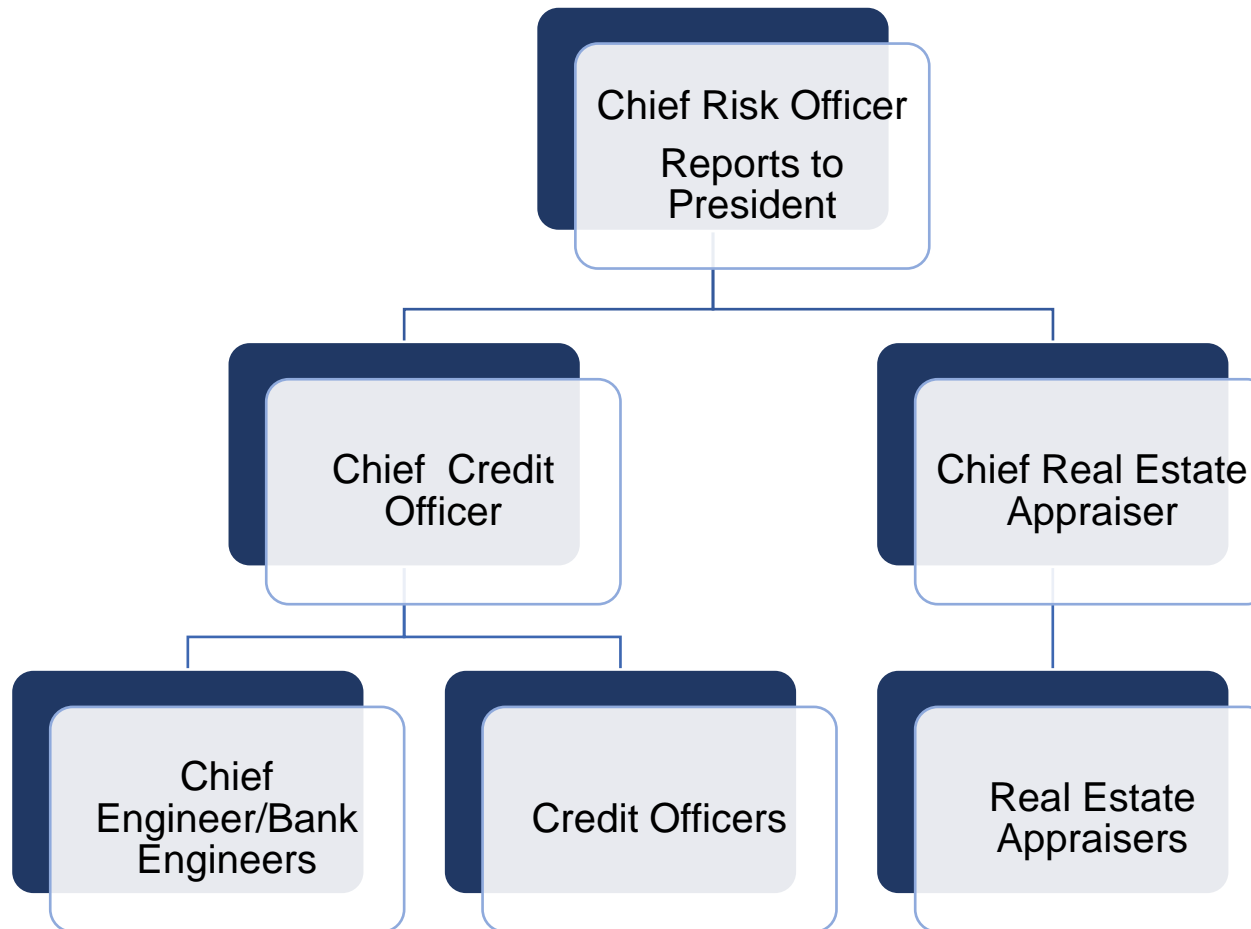 Chief Risk Officer
Reports to
President
Chief  Credit
Officer
Chief Real Estate
Appraiser
Chief
Engineer/Bank
Engineers
Credit Officers
Real Estate
Appraisers